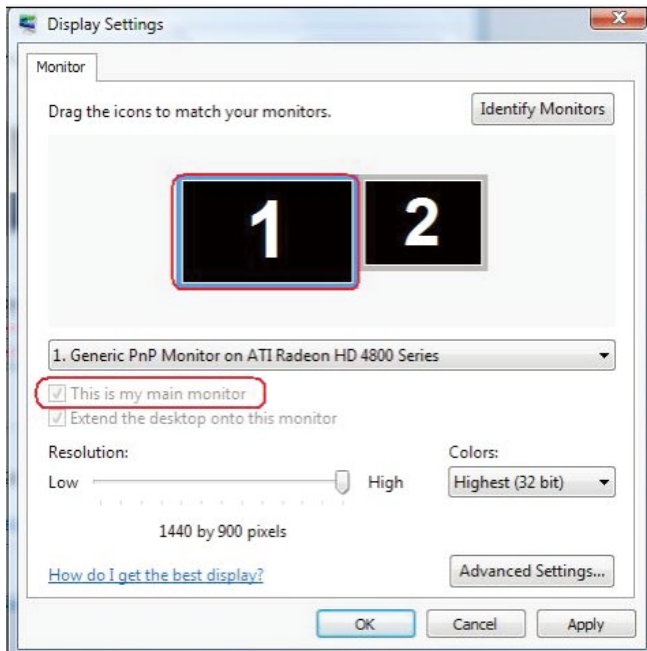 Display Settings
Monitor
Drag the icons to match your monitors.
Identify Monitors
1
2
1. Generic PnP Monitor on ATI Radeon HD 4800 Series
This is my main monitor
Extend the desktop onto this monitor
Resolution:
Colors:
Low
High
Highest (32 bit)
1440 by 900 pixels
How do I get the best display?
Advanced Settings...
OK
Cancel
Apply